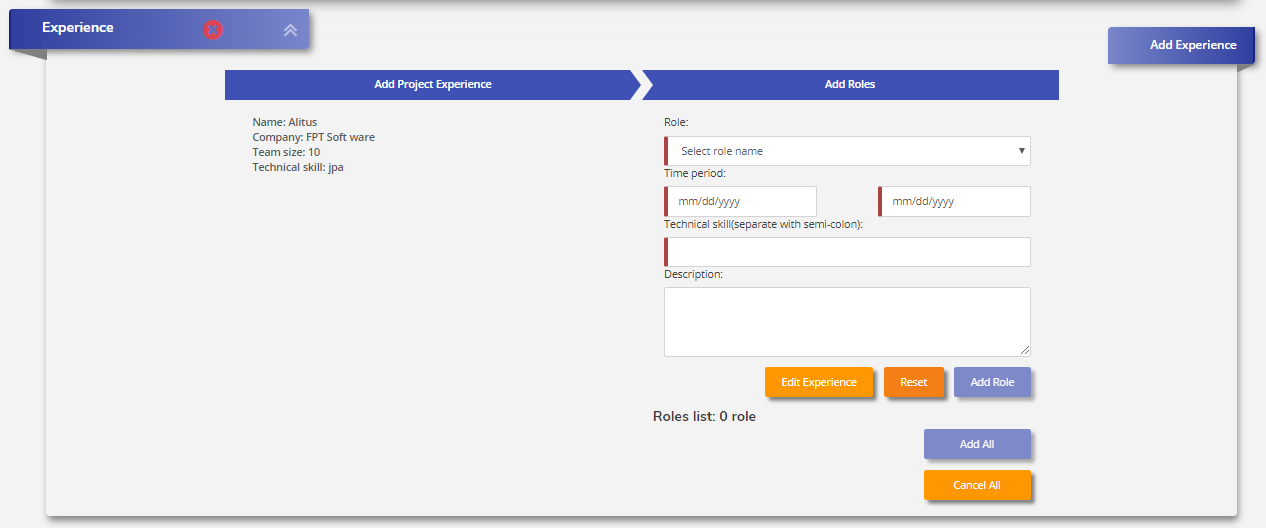 Experience
Add Experience
Add Project Experience
Add Roles
Name: Alitus
Company: FPT Soft ware
Team size: 10
Technical skill: jpa
Role:
Select role name
Time period:
mm/dd/yyyy mm/dd/yyyy
Technical skill(separate with semi-colon):
Description:
Edit Experience Reset Add Role
Roles list: 0 role
Add All
Cancel All